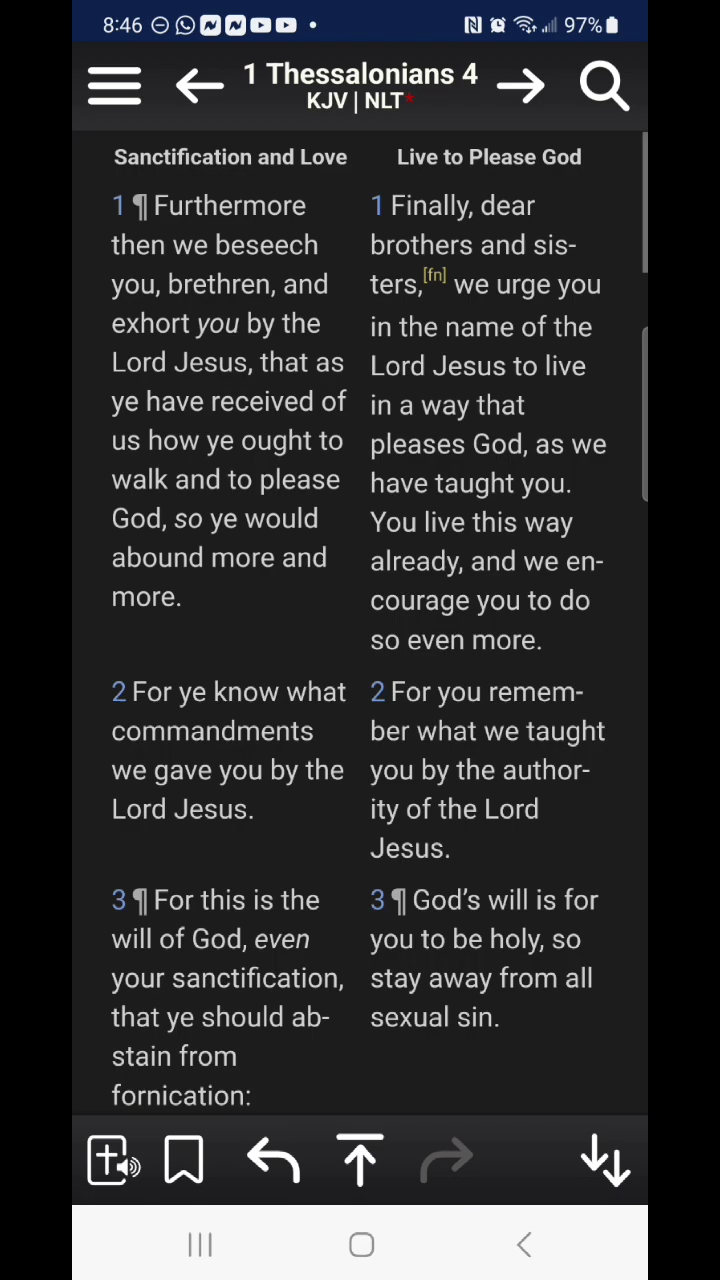 8:46
97%
1 Thessalonians 4
KJV | NLT*
Sanctification and Love
1 ¶ Furthermore
then we beseech
you, brethren, and
exhort you by the
Lord Jesus, that as
ye have received of
us how ye ought to
walk and to please
God, so ye would
abound more and
more.
2 For ye know what
commandments
we gave you by the
Lord Jesus.
3 ¶ For this is the
will of God, even
your sanctification,
that ye should ab-
stain from
fornication:
Live to Please God
1 Finally, dear
brothers and sis-
ters,[fn] we urge you
in the name of the
Lord Jesus to live
in a way that
pleases God, as we
have taught you.
You live this way
already, and we en-
courage you to do
so even more.
2 For you remem-
ber what we taught
you by the author-
ity of the Lord
Jesus.
3 ¶ God’s will is for
you to be holy, so
stay away from all
sexual sin.